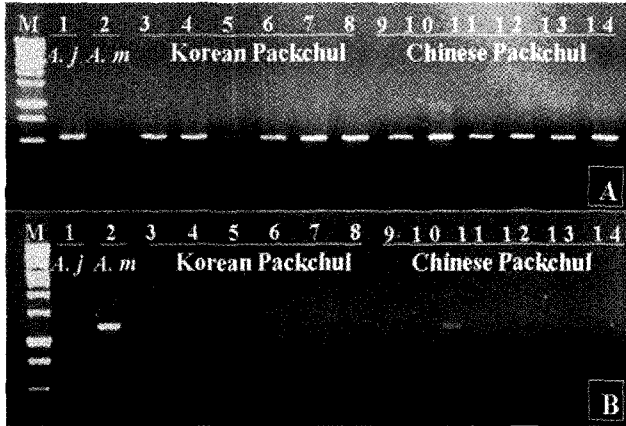 M 1 2 3 4 5 6 7 8 9 10 11 12 13 14
A. j A. m Korean Packchul Chinese Packchul
A
M 1 2 3 4 5 6 7 8 9 10 11 12 13 14
A. j A. m Korean Packchul Chinese Packchul
B